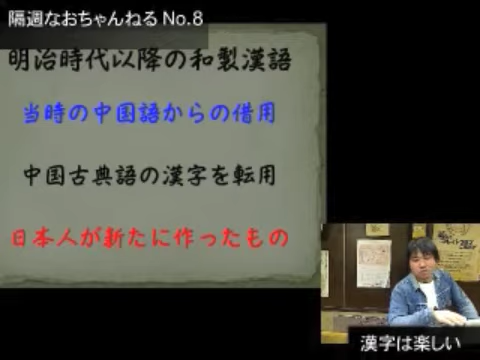 隔週なおちゃんねる No.8
明治時代以降の和製漢語
当時の中国語からの借用
中国古典語の漢字を転用
日本人が新たに作ったもの
漢字は楽しい